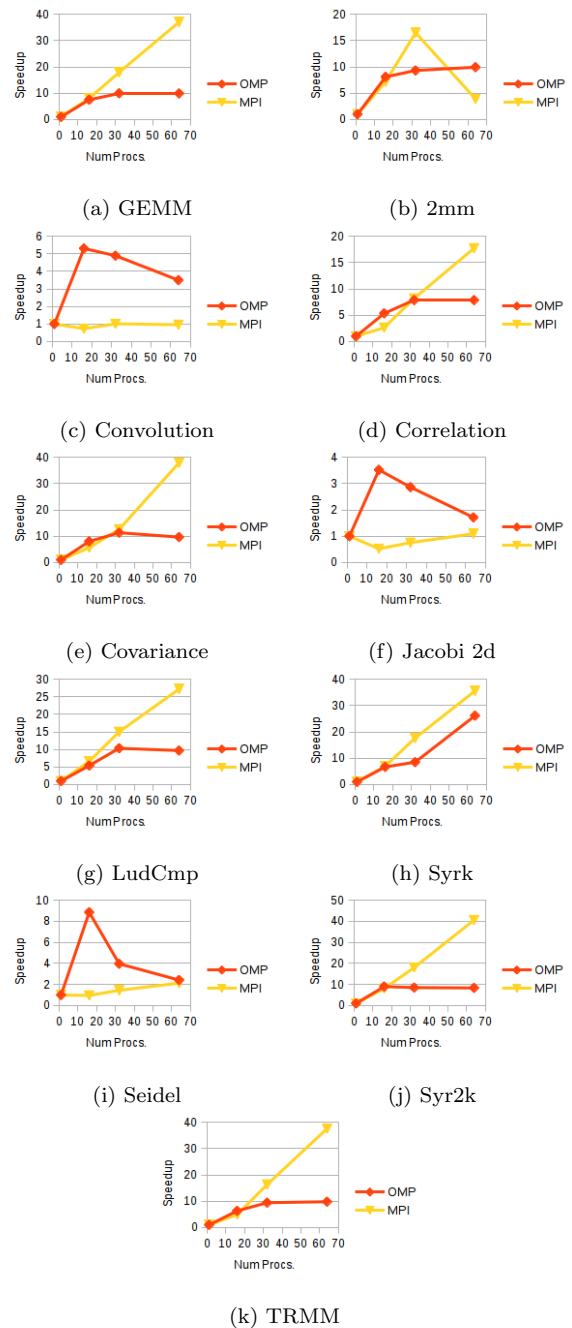 40
30
20
10
0
Speedup
0 10 20 30 40 50 60 70
Num Procs.
OMP
MPI
(a) GEMM
20
15
10
5
0
Speedup
0 10 20 30 40 50 60 70
Num Procs.
OMP
MPI
(b) 2mm
6
5
4
3
2
1
0
Speedup
0 10 20 30 40 50 60 70
Num Procs.
OMP
MPI
(c) Convolution
20
15
10
5
0
Speedup
0 10 20 30 40 50 60 70
Num Procs.
OMP
MPI
(d) Correlation
40
30
20
10
0
Speedup
0 10 20 30 40 50 60 70
Num Procs.
OMP
MPI
(e) Covariance
4
3
2
1
0
Speedup
0 10 20 30 40 50 60 70
Num Procs.
OMP
MPI
(f) Jacobi 2d
30
25
20
15
10
5
0
Speedup
0 10 20 30 40 50 60 70
Num Procs.
OMP
MPI
(g) LudCmp
40
30
20
10
0
Speedup
0 10 20 30 40 50 60 70
Num Procs.
OMP
MPI
(h) Syrk
10
8
6
4
2
0
Speedup
0 10 20 30 40 50 60 70
Num Procs.
OMP
MPI
(i) Seidel
50
40
30
20
10
0
Speedup
0 10 20 30 40 50 60 70
Num Procs.
OMP
MPI
(j) Syr2k
40
30
20
10
0
Speedup
0 10 20 30 40 50 60 70
Num Procs.
OMP
MPI
(k) TRMM